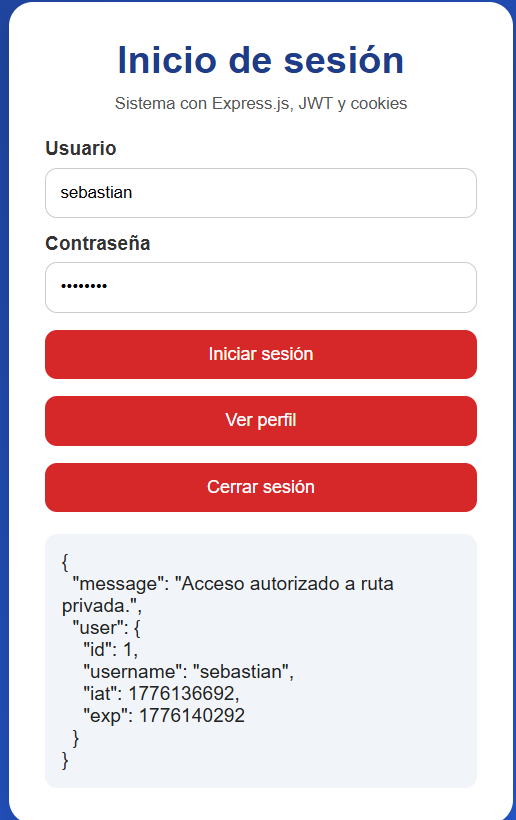 Inicio de sesión
Sistema con Express.js, JWT y cookies
Usuario
sebastian
Contraseña
••••••••
Iniciar sesión
Ver perfil
Cerrar sesión
{
"message": "Acceso autorizado a ruta
privada.",
"user": {
"id": 1,
"username": "sebastian",
"iat": 1776136692,
"exp": 1776140292
}
}